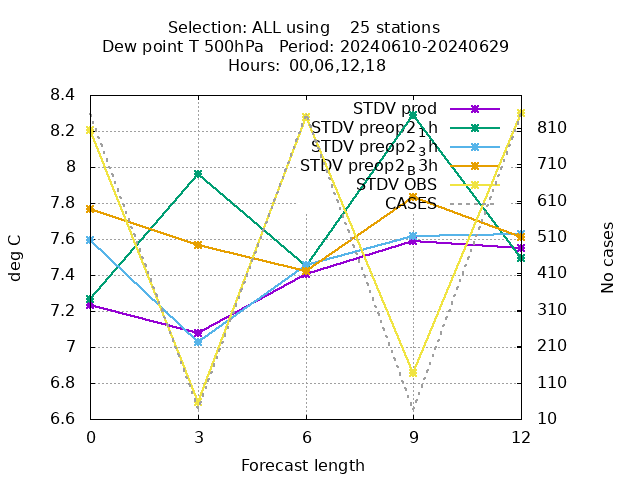 Selection: ALL using    25 stations
Dew point T 500hPa   Period: 20240610-20240629
Hours:  00,06,12,18
STDV prod
STDV preop2_1h
STDV preop2_3h
STDV preop2_B3h
STDV OBS
CASES
8.4
8.2
8
7.8
7.6
7.4
7.2
7
6.8
6.6
deg C
810
710
610
510
410
310
210
110
10
No cases
0 3 6 9 12
Forecast length